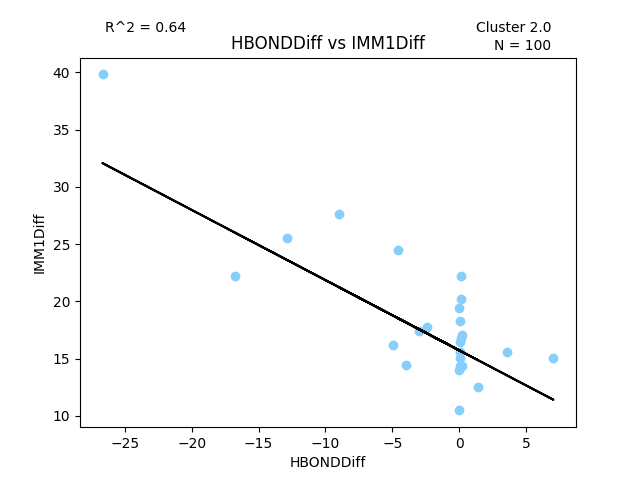 R^2 = 0.64
Cluster 2.0
HBONDDiff vs IMM1Diff
N = 100
40
35
30
25
20
15
10
IMM1Diff
−25
−20
−15
−10
−5
0
5
HBONDDiff